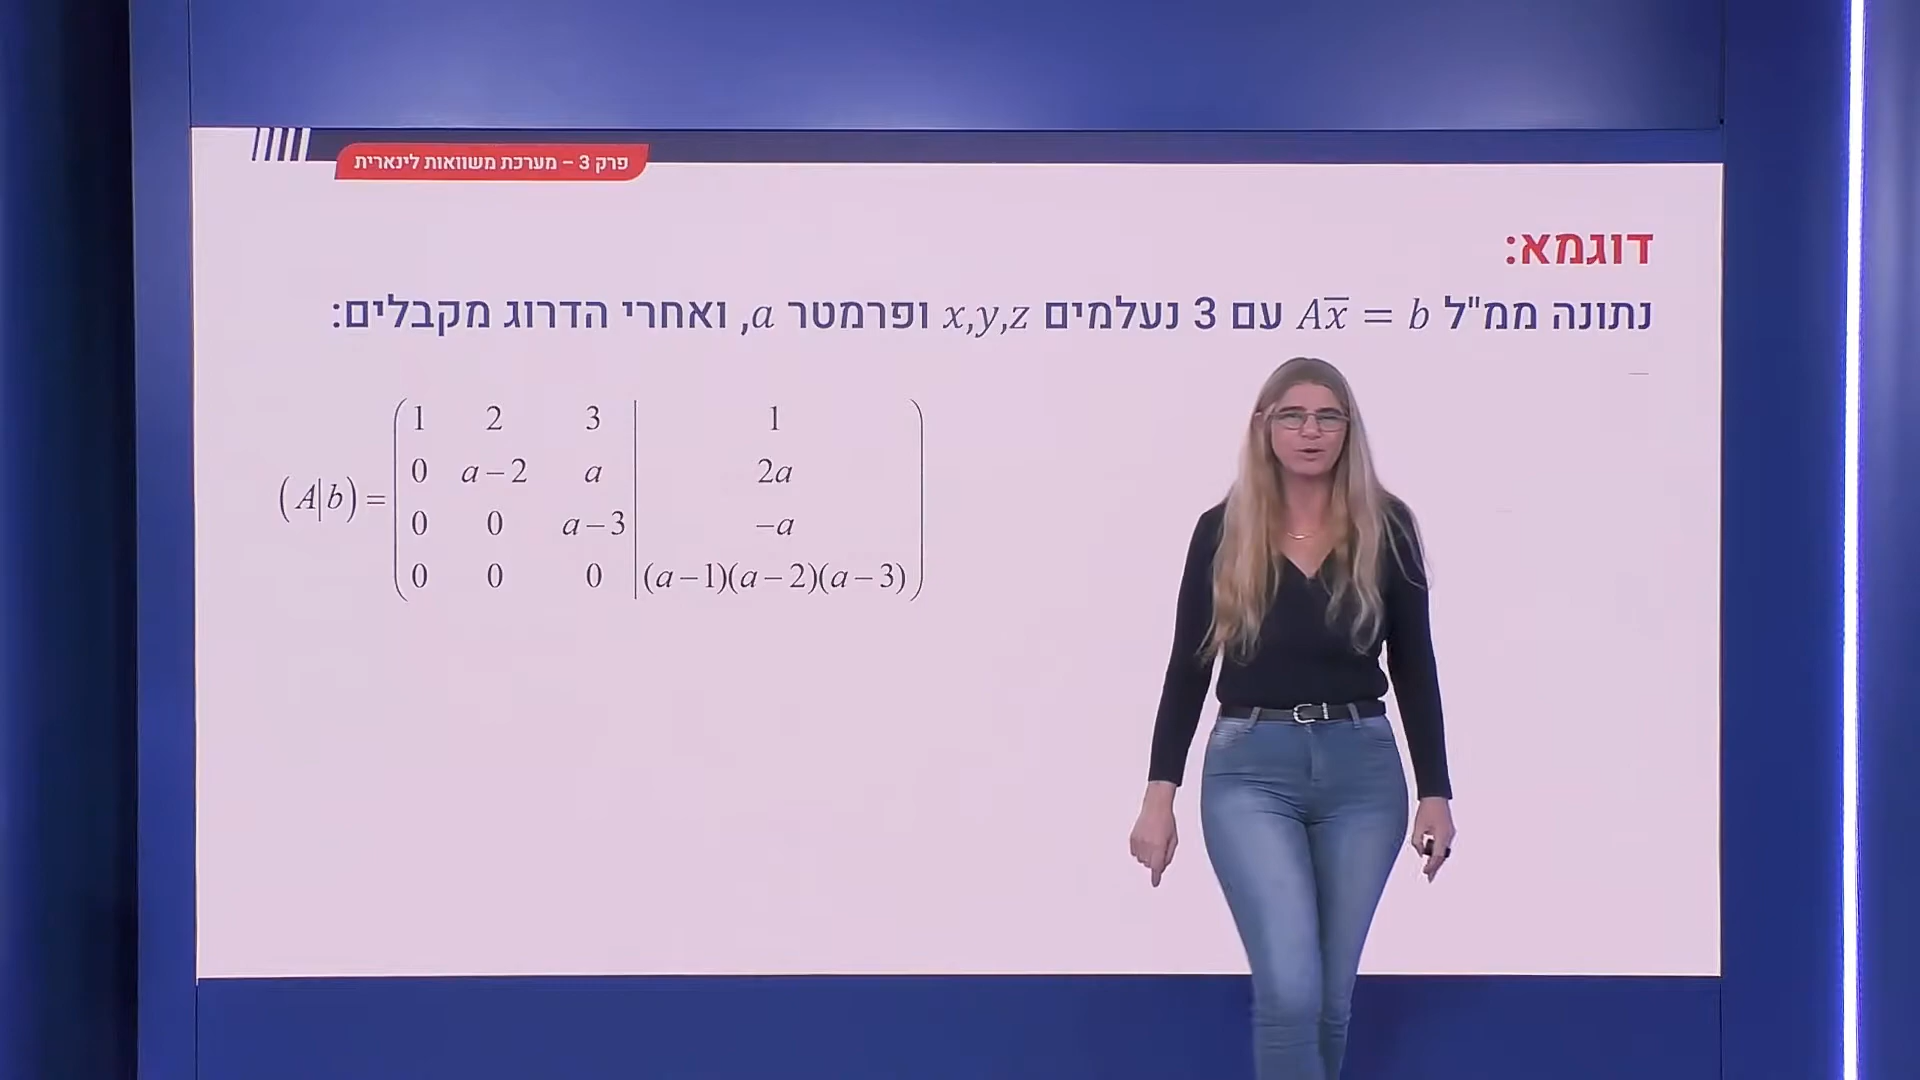 פרק 3 – מערכת משוואות לינארית
דוגמא:
נתונה ממ"ל Ax̅ = b עם 3 נעלמים x,y,z ופרמטר a, ואחרי הדרוג מקבלים:
(A|b) =
1 2 3 | 1
0 a−2 a | 2a
0 0 a−3 | −a
0 0 0 | (a−1)(a−2)(a−3)